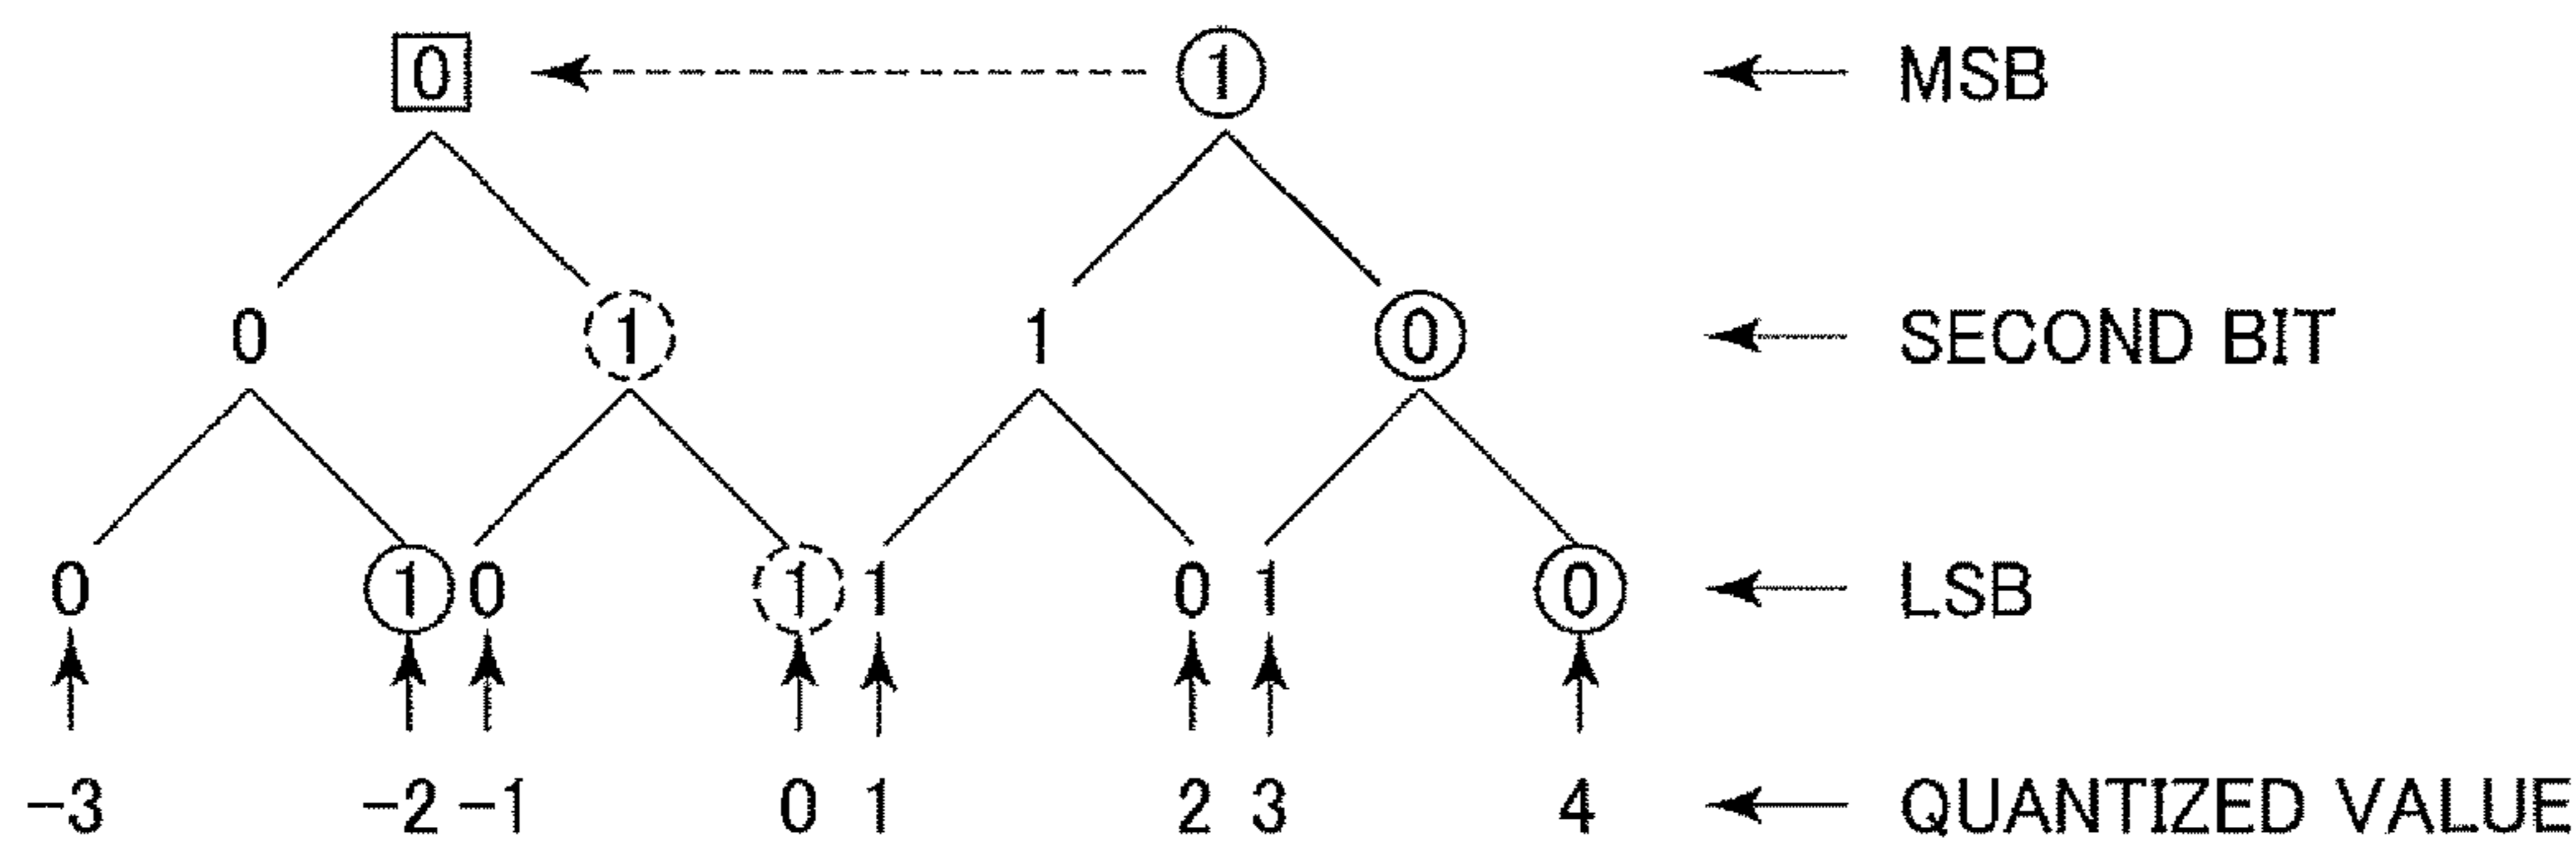 0 1 MSB
0 1 1 0 SECOND BIT
0 1 0 1 1 0 1 0 LSB
-3 -2 -1 0 1 2 3 4 QUANTIZED VALUE